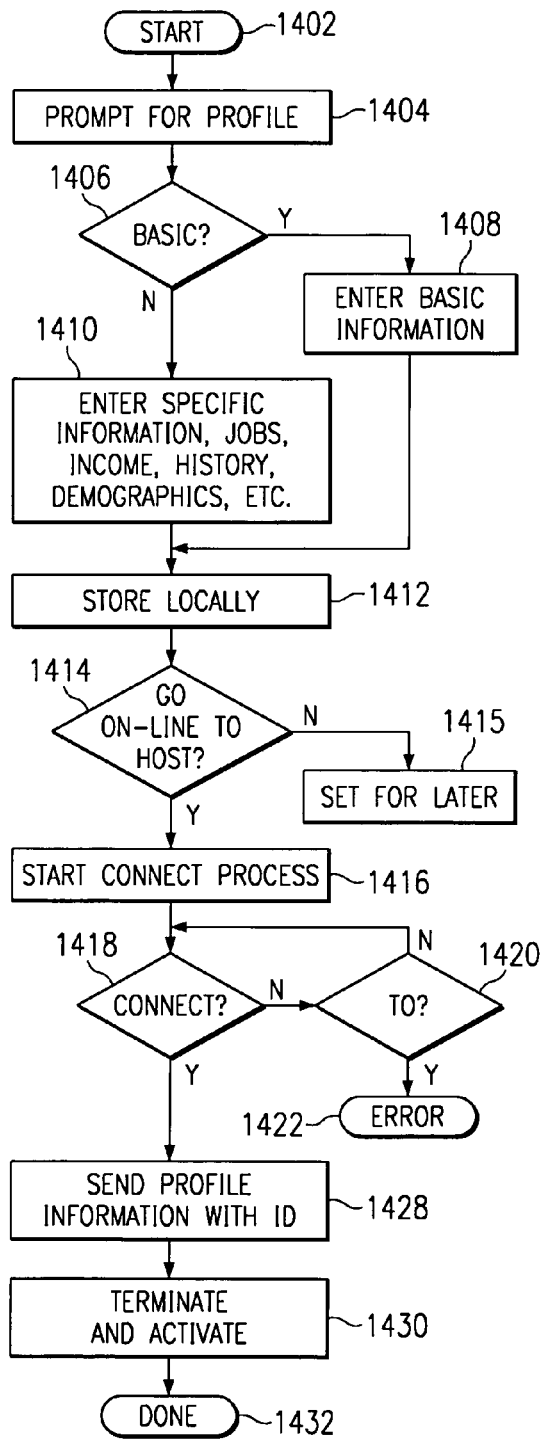 START
1402
PROMPT FOR PROFILE
1404
1406
BASIC?
Y
N
1408
ENTER BASIC
INFORMATION
1410
ENTER SPECIFIC
INFORMATION, JOBS,
INCOME, HISTORY,
DEMOGRAPHICS, ETC.
STORE LOCALLY
1412
1414
GO
ON-LINE TO
HOST?
N
Y
1415
SET FOR LATER
START CONNECT PROCESS
1416
1418
CONNECT?
N
Y
1420
TO?
N
Y
1422
ERROR
SEND PROFILE
INFORMATION WITH ID
1428
TERMINATE
AND ACTIVATE
1430
DONE
1432